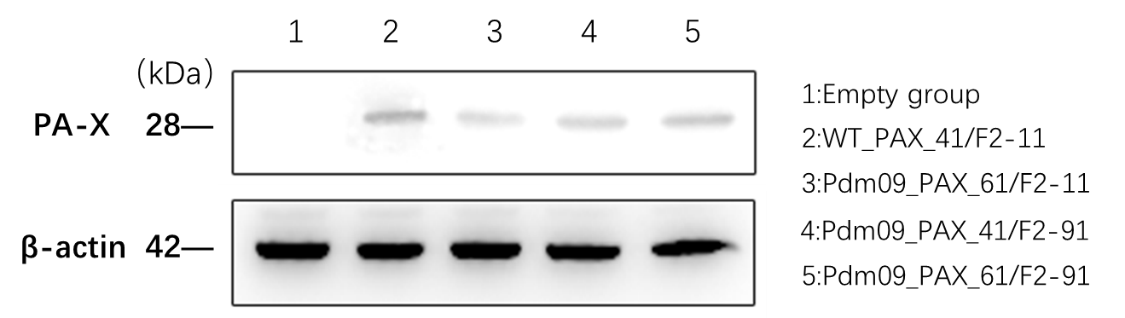 1 2 3 4 5
(kDa)
PA-X 28—
β-actin 42—
1:Empty group
2:WT_PAX_41/F2-11
3:Pdm09_PAX_61/F2-11
4:Pdm09_PAX_41/F2-91
5:Pdm09_PAX_61/F2-91